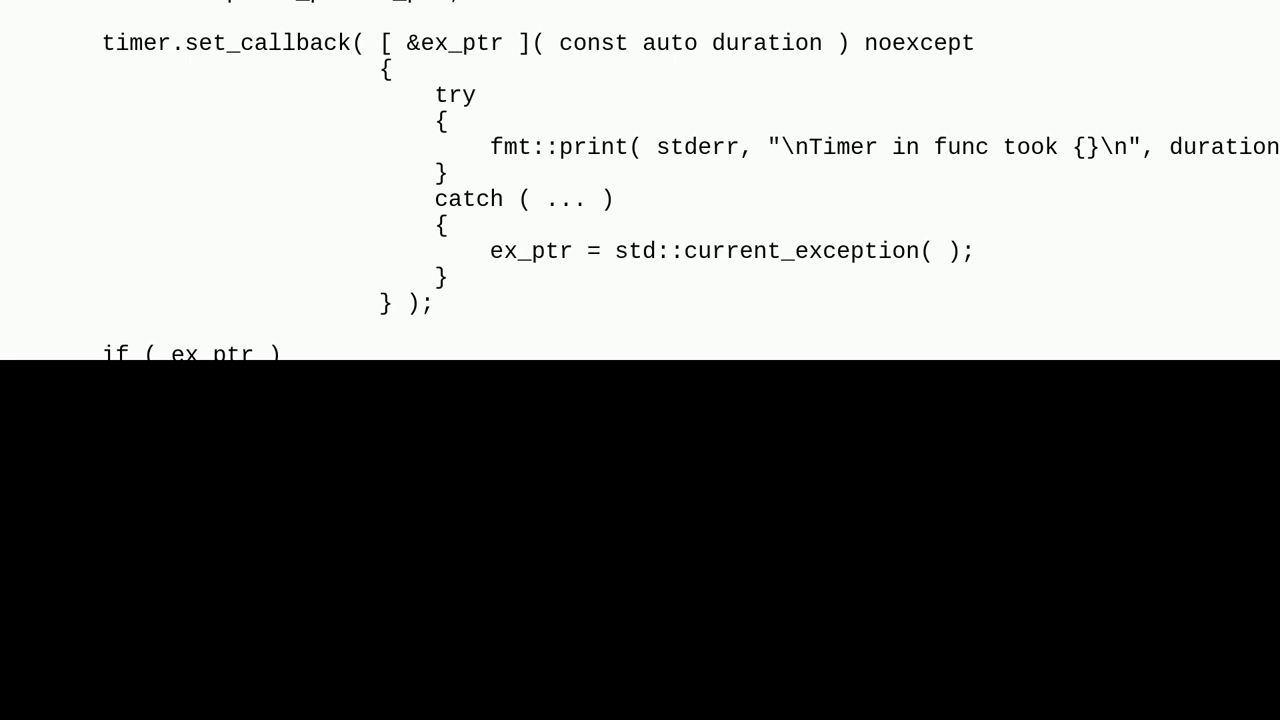 timer.set_callback( [ &ex_ptr ]( const auto duration ) noexcept
{
try
{
fmt::print( stderr, "\nTimer in func took {}\n", duration
}
catch ( ... )
{
ex_ptr = std::current_exception( );
}
} );
if ( ex_ptr )